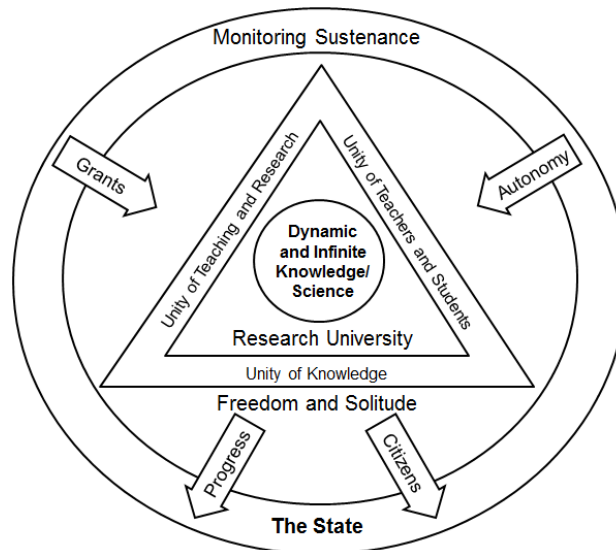 Monitoring Sustenance
Grants
Autonomy
Unity of Teaching and Research
Unity of Teachers and Students
Dynamic
and Infinite
Knowledge/
Science
Research University
Unity of Knowledge
Freedom and Solitude
Progress
Citizens
The State